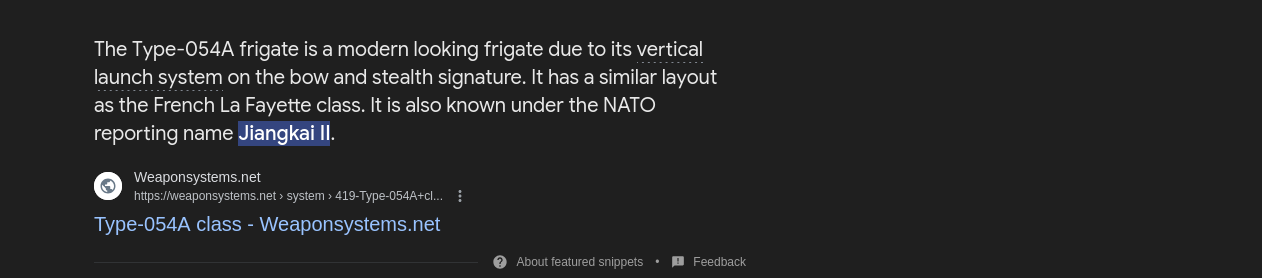 The Type-054A frigate is a modern looking frigate due to its vertical
launch system on the bow and stealth signature. It has a similar layout
as the French La Fayette class. It is also known under the NATO
reporting name Jiangkai II.
Weaponsystems.net
https://weaponsystems.net › system › 419-Type-054A+cl...
Type-054A class - Weaponsystems.net
About featured snippets • Feedback